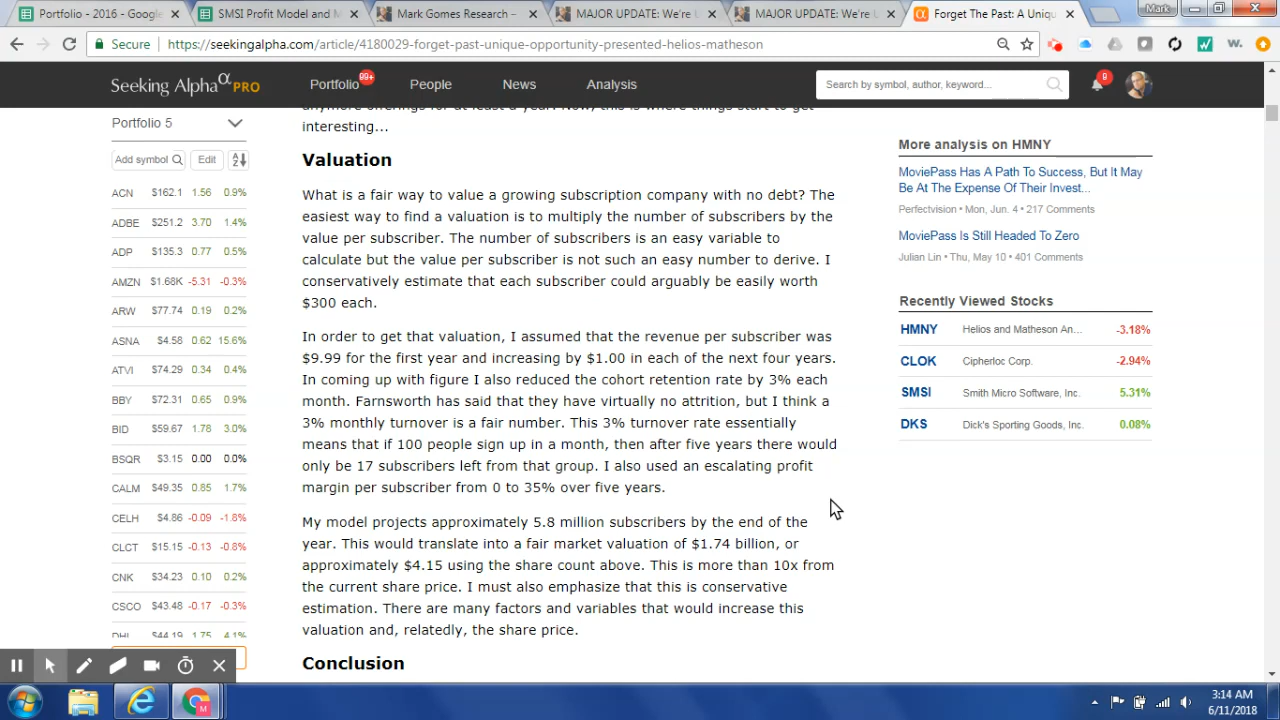 Portfolio - 2016 - Google
SMSI Profit Model and M
Mark Gomes Research –
MAJOR UPDATE: We're L
MAJOR UPDATE: We're L
Forget The Past: A Uniqu
Mark
Secure
https://seekingalpha.com/article/4180029-forget-past-unique-opportunity-presented-helios-matheson
Seeking Alpha α PRO
Portfolio 99+
People
News
Analysis
Search by symbol, author, keyword...
9
Portfolio 5
Add symbol
Edit
ACN $162.1 1.56 0.9%
ADBE $251.2 3.70 1.4%
ADP $135.3 0.77 0.5%
AMZN $1.68K -5.31 -0.3%
ARW $77.74 0.19 0.2%
ASNA $4.58 0.62 15.6%
ATVI $74.29 0.34 0.4%
BBY $72.31 0.65 0.9%
BID $59.67 1.78 3.0%
BSQR $3.15 0.00 0.0%
CALM $49.35 0.85 1.7%
CELH $4.86 -0.09 -1.8%
CLCT $15.15 -0.13 -0.8%
CNK $34.23 0.10 0.2%
CSCO $43.48 -0.17 -0.3%
DHI $44.19 1.75 4.1%
anymore offerings for at least a year! Now, this is where things start to get
interesting...
Valuation
What is a fair way to value a growing subscription company with no debt? The
easiest way to find a valuation is to multiply the number of subscribers by the
value per subscriber. The number of subscribers is an easy variable to
calculate but the value per subscriber is not such an easy number to derive. I
conservatively estimate that each subscriber could arguably be easily worth
$300 each.
In order to get that valuation, I assumed that the revenue per subscriber was
$9.99 for the first year and increasing by $1.00 in each of the next four years.
In coming up with figure I also reduced the cohort retention rate by 3% each
month. Farnsworth has said that they have virtually no attrition, but I think a
3% monthly turnover is a fair number. This 3% turnover rate essentially
means that if 100 people sign up in a month, then after five years there would
only be 17 subscribers left from that group. I also used an escalating profit
margin per subscriber from 0 to 35% over five years.
My model projects approximately 5.8 million subscribers by the end of the
year. This would translate into a fair market valuation of $1.74 billion, or
approximately $4.15 using the share count above. This is more than 10x from
the current share price. I must also emphasize that this is conservative
estimation. There are many factors and variables that would increase this
valuation and, relatedly, the share price.
Conclusion
More analysis on HMNY
MoviePass Has A Path To Success, But It May
Be At The Expense Of Their Invest...
Perfectvision • Mon, Jun. 4 • 217 Comments
MoviePass Is Still Headed To Zero
Julian Lin • Thu, May 10 • 401 Comments
Recently Viewed Stocks
HMNY Helios and Matheson An... -3.18%
CLOK Cipherloc Corp. -2.94%
SMSI Smith Micro Software, Inc. 5.31%
DKS Dick's Sporting Goods, Inc. 0.08%
3:14 AM
6/11/2018